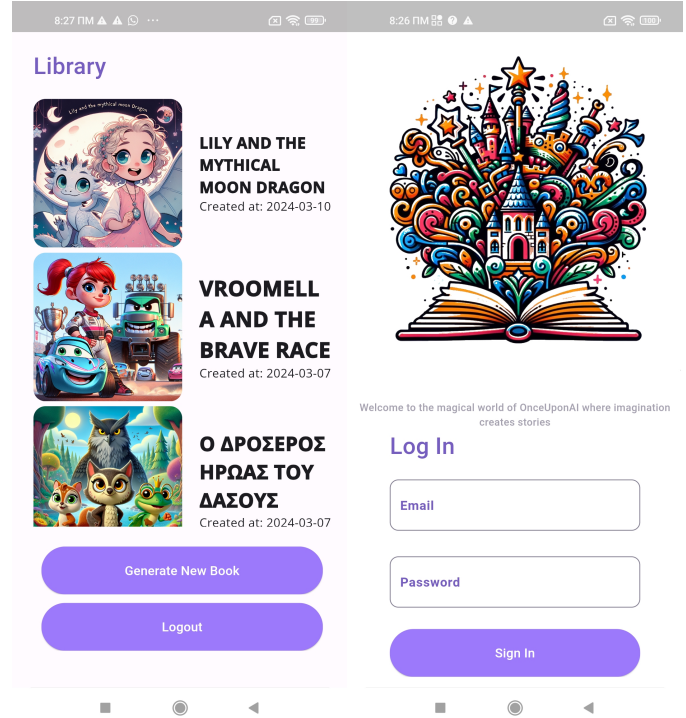 8:27 ΠΜ
99
Library
Lily and the mythical moon Dragon
LILY AND THE
MYTHICAL
MOON DRAGON
Created at: 2024-03-10
VROOMELL
A AND THE
BRAVE RACE
Created at: 2024-03-07
Ο ΔΡΟΣΕΡΟΣ
ΗΡΩΑΣ ΤΟΥ
ΔΑΣΟΥΣ
Created at: 2024-03-07
Generate New Book
Logout
8:26 ΠΜ
100
Welcome to the magical world of OnceUponAI where imagination
creates stories
Log In
Email
Password
Sign In